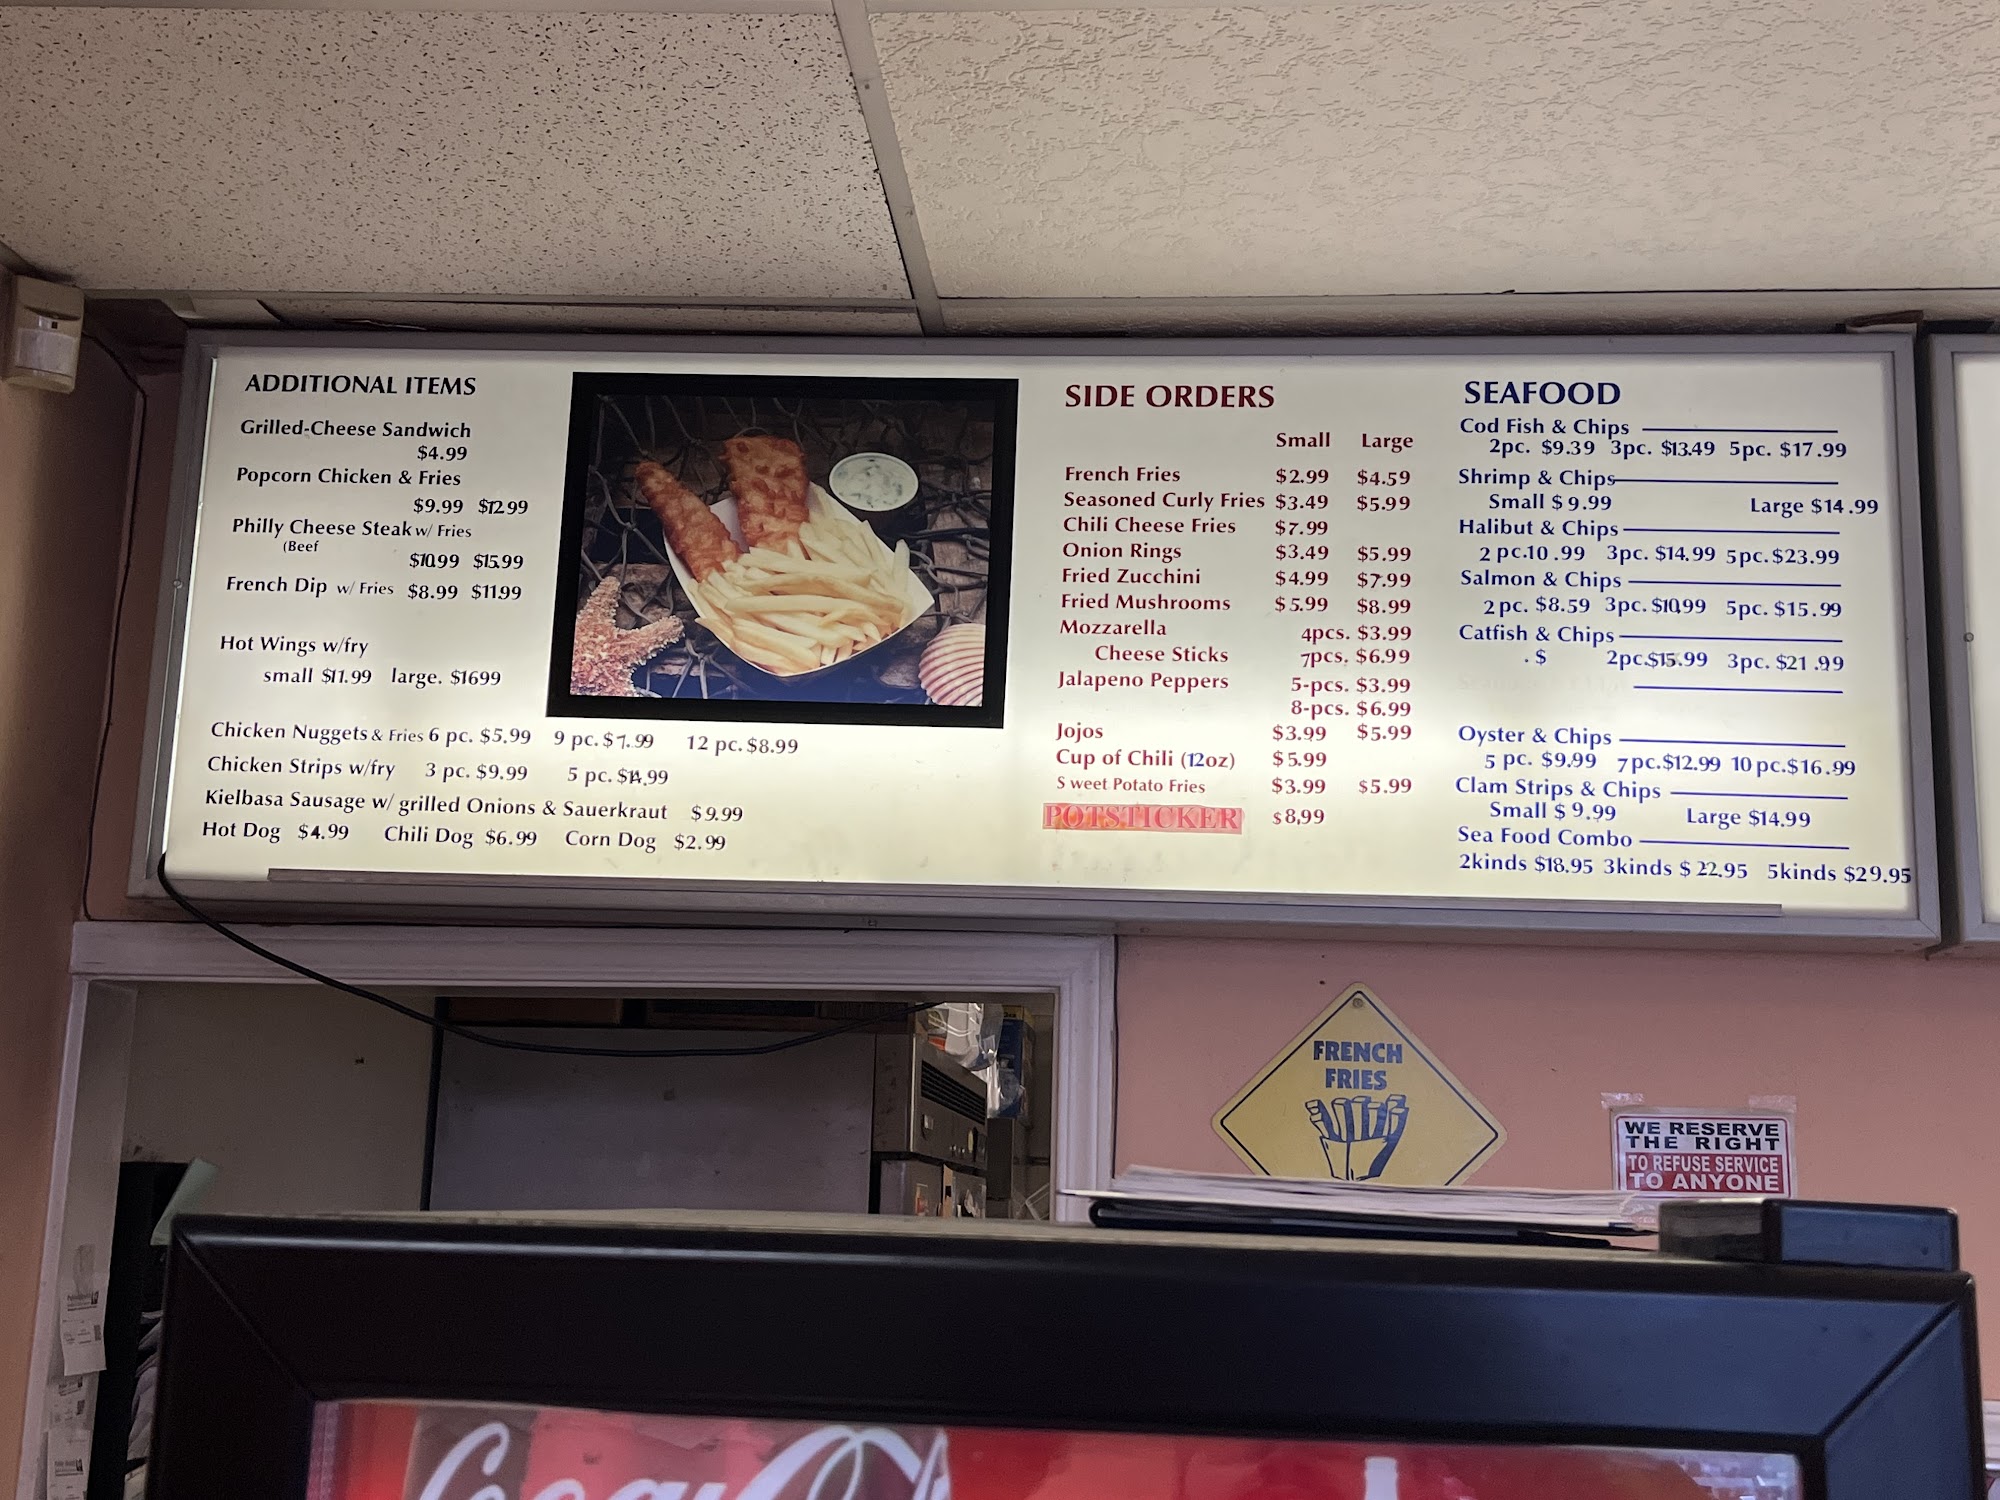 ADDITIONAL ITEMS
Grilled-Cheese Sandwich
$4.99
Popcorn Chicken & Fries
$9.99 $12.99
Philly Cheese Steak w/ Fries
(Beef
$10.99 $15.99
French Dip w/ Fries $8.99 $11.99
Hot Wings w/fry
small $11.99 large. $1699
Chicken Nuggets & Fries 6 pc. $5.99 9 pc. $7.99 12 pc. $8.99
Chicken Strips w/fry 3 pc. $9.99 5 pc. $14.99
Kielbasa Sausage w/ grilled Onions & Sauerkraut $9.99
Hot Dog $4.99 Chili Dog $6.99 Corn Dog $2.99
SIDE ORDERS
Small Large
French Fries $2.99 $4.59
Seasoned Curly Fries $3.49 $5.99
Chili Cheese Fries $7.99
Onion Rings $3.49 $5.99
Fried Zucchini $4.99 $7.99
Fried Mushrooms $5.99 $8.99
Mozzarella 4pcs. $3.99
Cheese Sticks 7pcs. $6.99
Jalapeno Peppers 5-pcs. $3.99
8-pcs. $6.99
Jojos $3.99 $5.99
Cup of Chili (12oz) $5.99
Sweet Potato Fries $3.99 $5.99
POTSTICKER $8,99
SEAFOOD
Cod Fish & Chips
2pc. $9.39 3pc. $13.49 5pc. $17.99
Shrimp & Chips
Small $9.99 Large $14.99
Halibut & Chips
2 pc.10.99 3pc. $14.99 5pc. $23.99
Salmon & Chips
2pc. $8.59 3pc. $10.99 5pc. $15.99
Catfish & Chips
. $ 2pc.$15.99 3pc. $21.99
Oyster & Chips
5 pc. $9.99 7pc.$12.99 10 pc.$16.99
Clam Strips & Chips
Small $9.99 Large $14.99
Sea Food Combo
2kinds $18.95 3kinds $22.95 5kinds $29.95
FRENCH
FRIES
WE RESERVE
THE RIGHT
TO REFUSE SERVICE
TO ANYONE